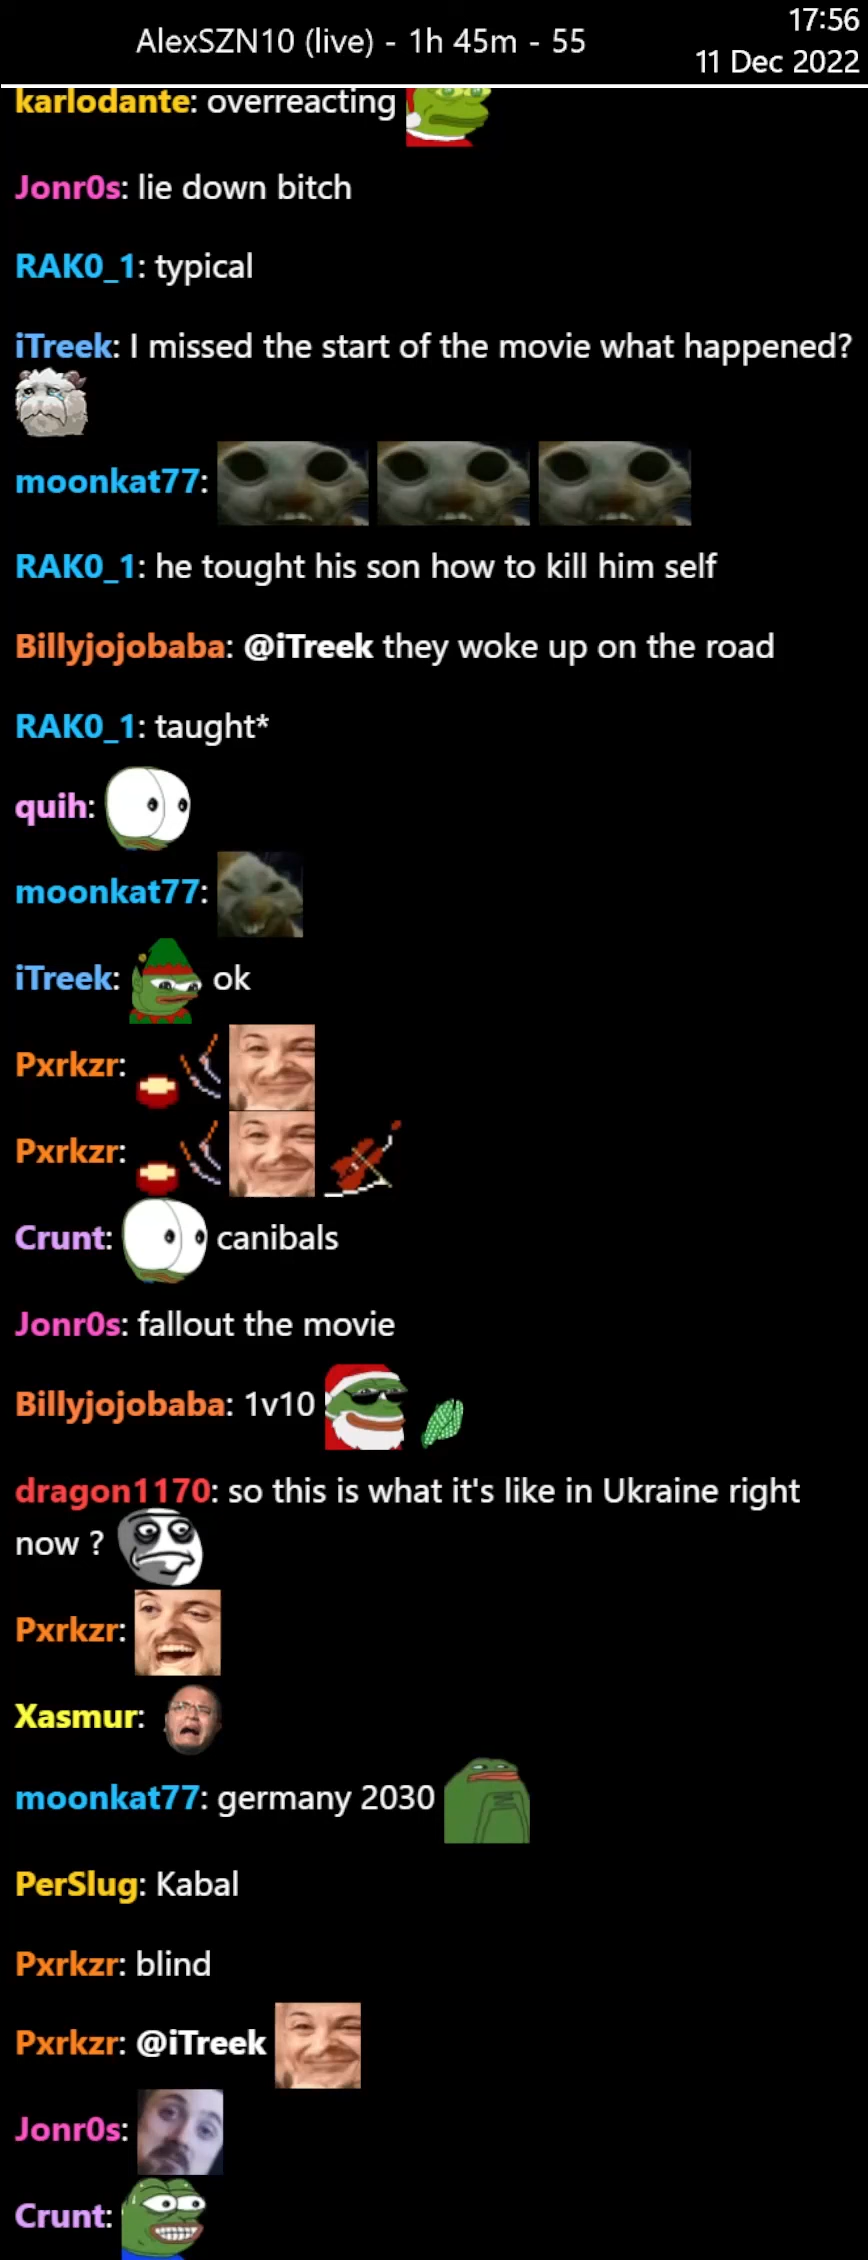 AlexSZN10 (live) - 1h 45m - 55
17:56
11 Dec 2022
karlodante: overreacting
Jonr0s: lie down bitch
RAK0_1: typical
iTreek: I missed the start of the movie what happened?
moonkat77:
RAK0_1: he tought his son how to kill him self
Billyjojobaba: @iTreek they woke up on the road
RAK0_1: taught*
quih:
moonkat77:
iTreek: ok
Pxrkzr:
Pxrkzr:
Crunt: canibals
Jonr0s: fallout the movie
Billyjojobaba: 1v10
dragon1170: so this is what it's like in Ukraine right
now ?
Pxrkzr:
Xasmur:
moonkat77: germany 2030
PerSlug: Kabal
Pxrkzr: blind
Pxrkzr: @iTreek
Jonr0s:
Crunt: